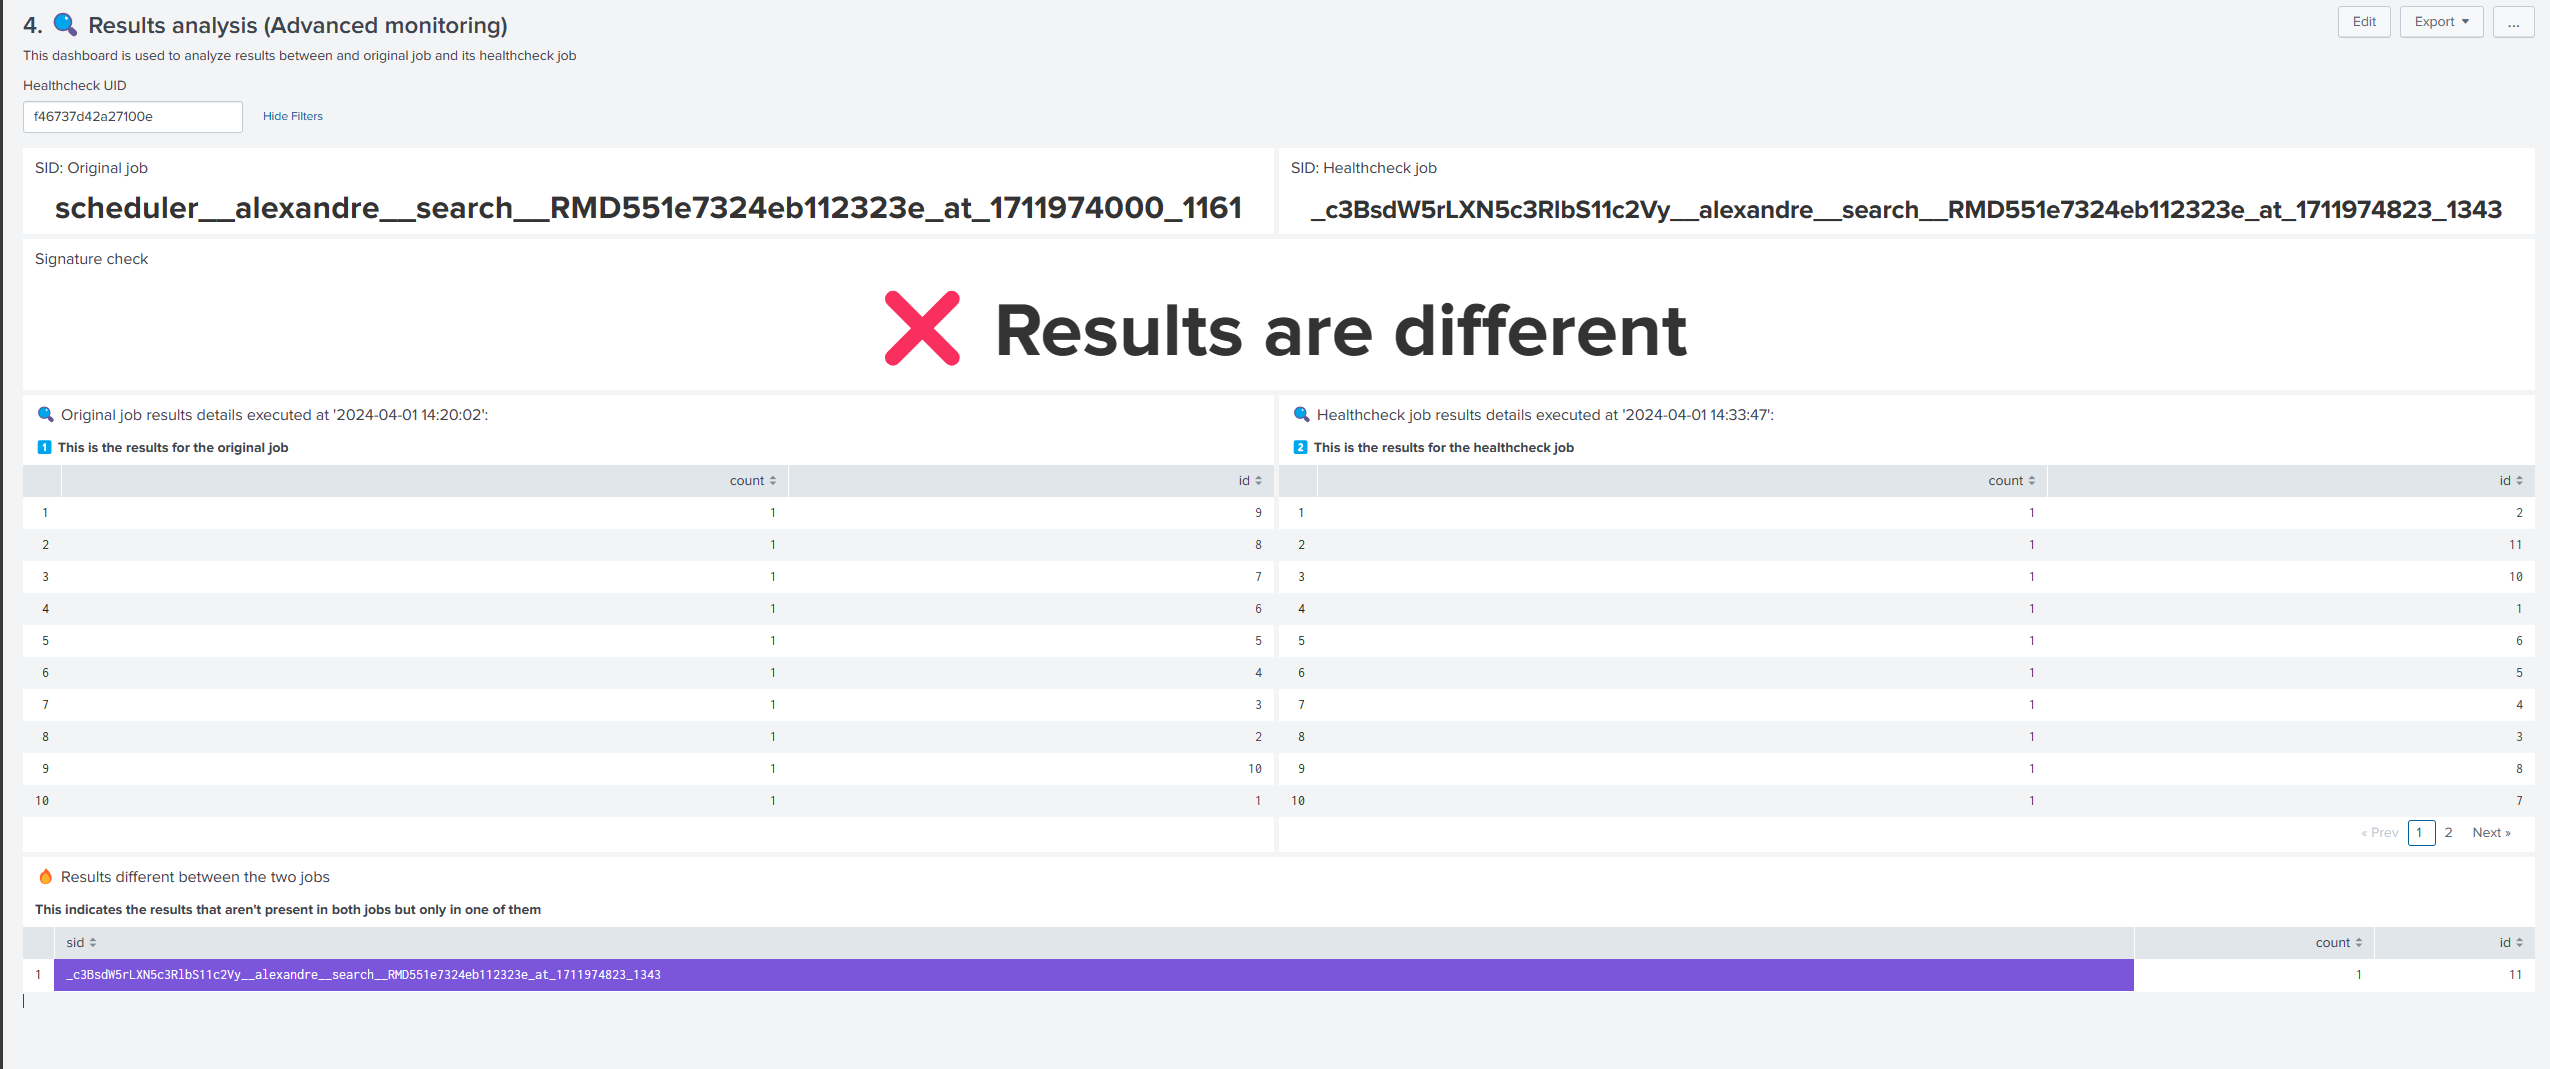 4. Results analysis (Advanced monitoring)
Edit Export ...
This dashboard is used to analyze results between and original job and its healthcheck job
Healthcheck UID
f46737d42a27100e Hide Filters
SID: Original job
scheduler__alexandre__search__RMD551e7324eb112323e_at_1711974000_1161
SID: Healthcheck job
_c3BsdW5rLXN5c3RlbS11c2Vy__alexandre__search__RMD551e7324eb112323e_at_1711974823_1343
Signature check
Results are different
Original job results details executed at '2024-04-01 14:20:02':
1 This is the results for the original job
count id
1 1 9
2 1 8
3 1 7
4 1 6
5 1 5
6 1 4
7 1 3
8 1 2
9 1 10
10 1 1
Healthcheck job results details executed at '2024-04-01 14:33:47':
2 This is the results for the healthcheck job
count id
1 1 2
2 1 11
3 1 10
4 1 1
5 1 6
6 1 5
7 1 4
8 1 3
9 1 8
10 1 7
« Prev 1 2 Next »
Results different between the two jobs
This indicates the results that aren't present in both jobs but only in one of them
sid count id
1 _c3BsdW5rLXN5c3RlbS11c2Vy__alexandre__search__RMD551e7324eb112323e_at_1711974823_1343 1 11